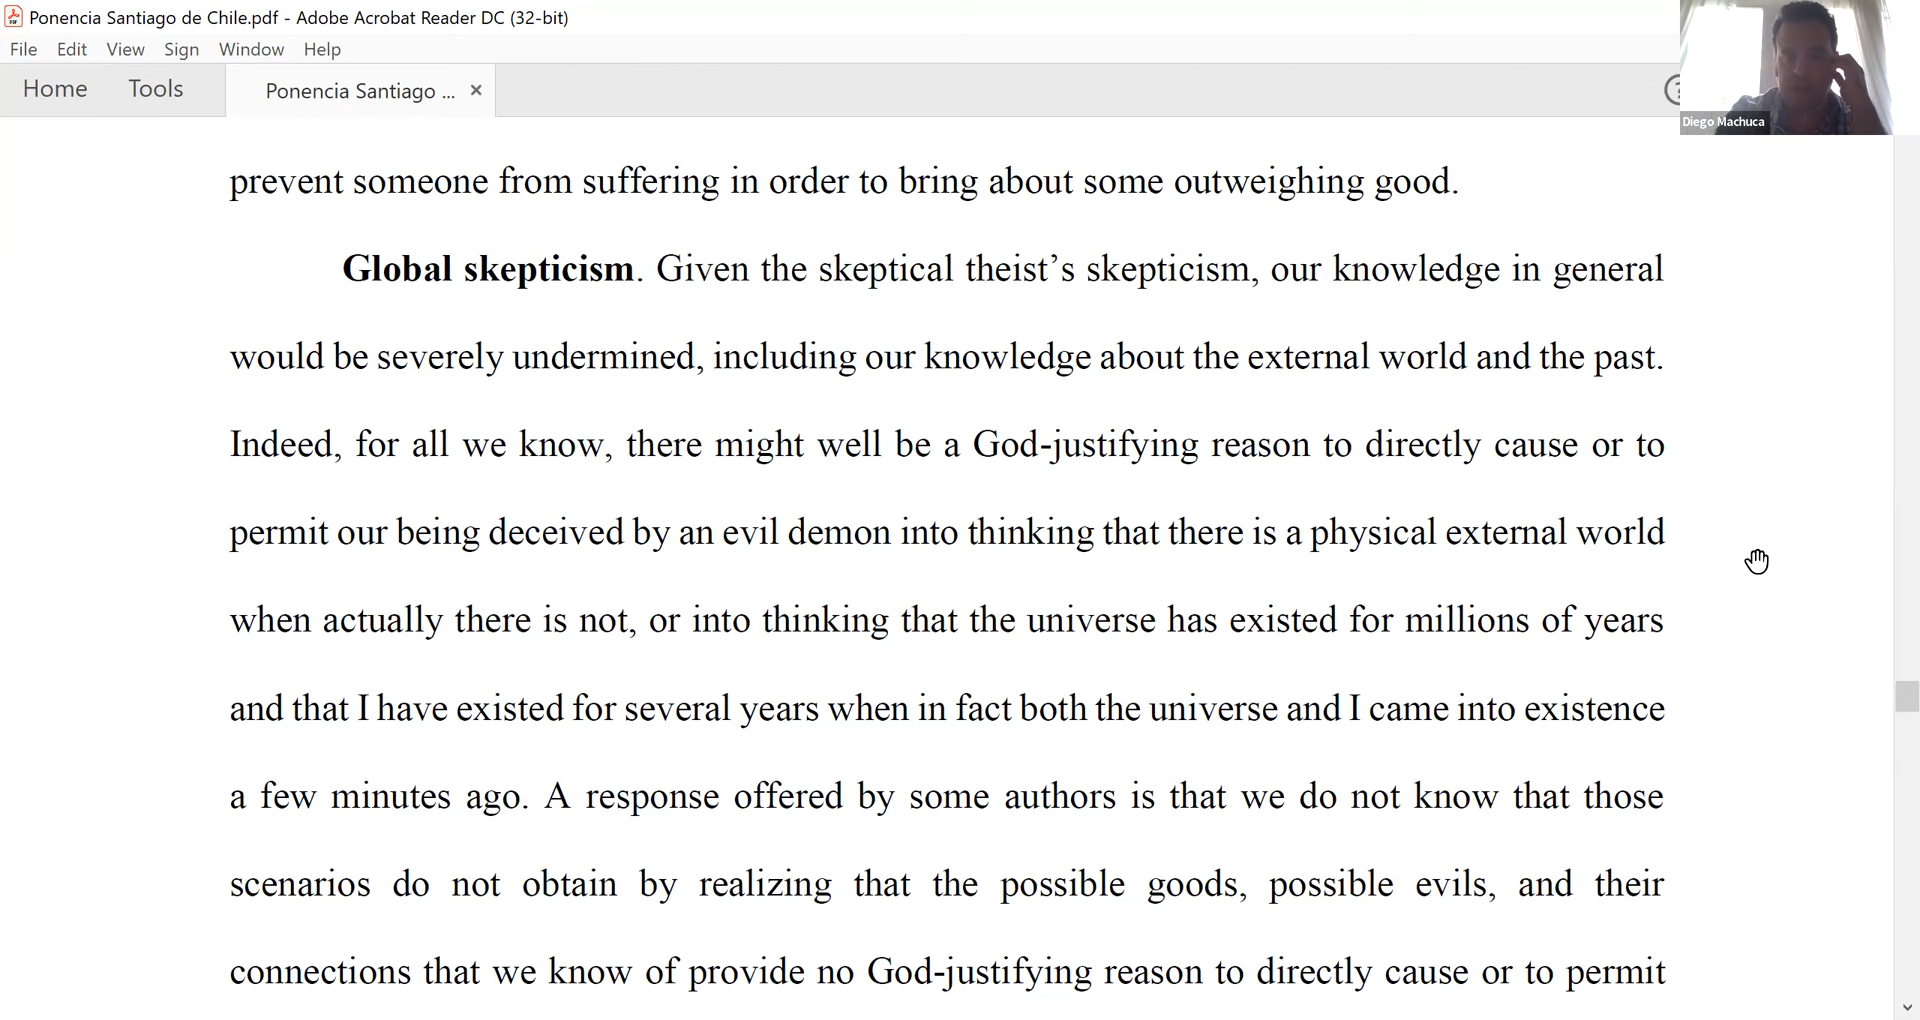 Ponencia Santiago de Chile.pdf - Adobe Acrobat Reader DC (32-bit)
File Edit View Sign Window Help
Home Tools Ponencia Santiago ... ×
Diego Machuca
prevent someone from suffering in order to bring about some outweighing good.
Global skepticism. Given the skeptical theist’s skepticism, our knowledge in general
would be severely undermined, including our knowledge about the external world and the past.
Indeed, for all we know, there might well be a God-justifying reason to directly cause or to
permit our being deceived by an evil demon into thinking that there is a physical external world
when actually there is not, or into thinking that the universe has existed for millions of years
and that I have existed for several years when in fact both the universe and I came into existence
a few minutes ago. A response offered by some authors is that we do not know that those
scenarios do not obtain by realizing that the possible goods, possible evils, and their
connections that we know of provide no God-justifying reason to directly cause or to permit